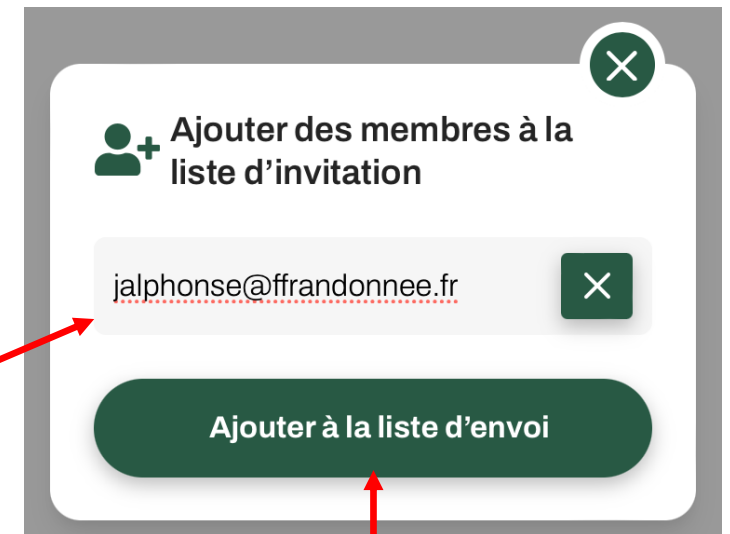 Ajouter des membres à la
liste d’invitation
jalphonse@ffrandonnee.fr
Ajouter à la liste d’envoi